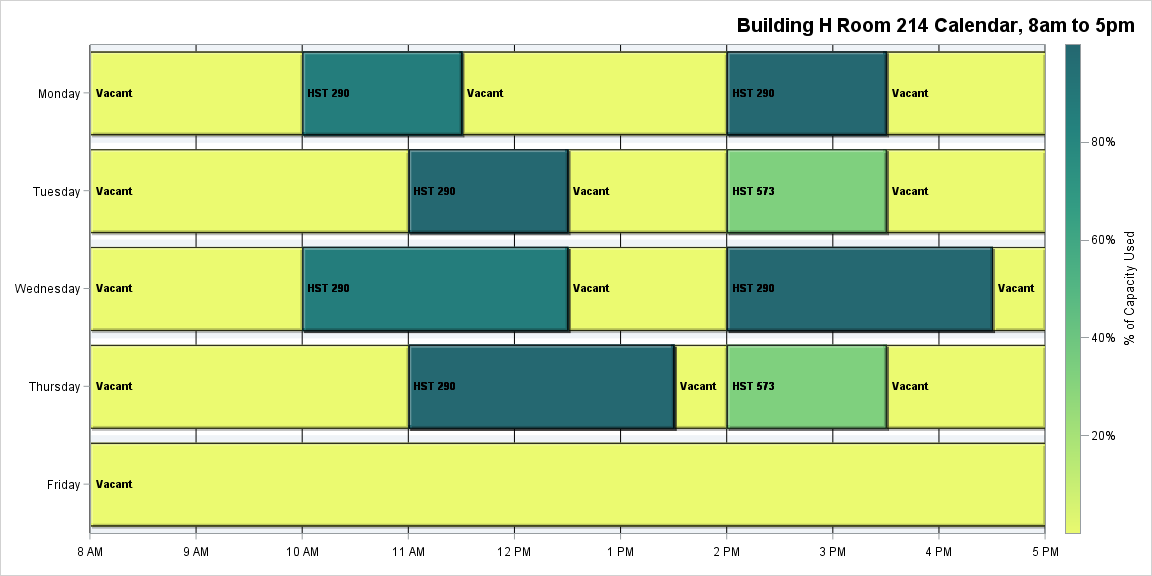 Building H Room 214 Calendar, 8am to 5pm
Monday
Vacant
HST 290
Vacant
HST 290
Vacant
Tuesday
Vacant
HST 290
Vacant
HST 573
Vacant
Wednesday
Vacant
HST 290
Vacant
HST 290
Vacant
Thursday
Vacant
HST 290
Vacant
HST 573
Vacant
Friday
Vacant
8 AM
9 AM
10 AM
11 AM
12 PM
1 PM
2 PM
3 PM
4 PM
5 PM
80%
60%
40%
20%
% of Capacity Used